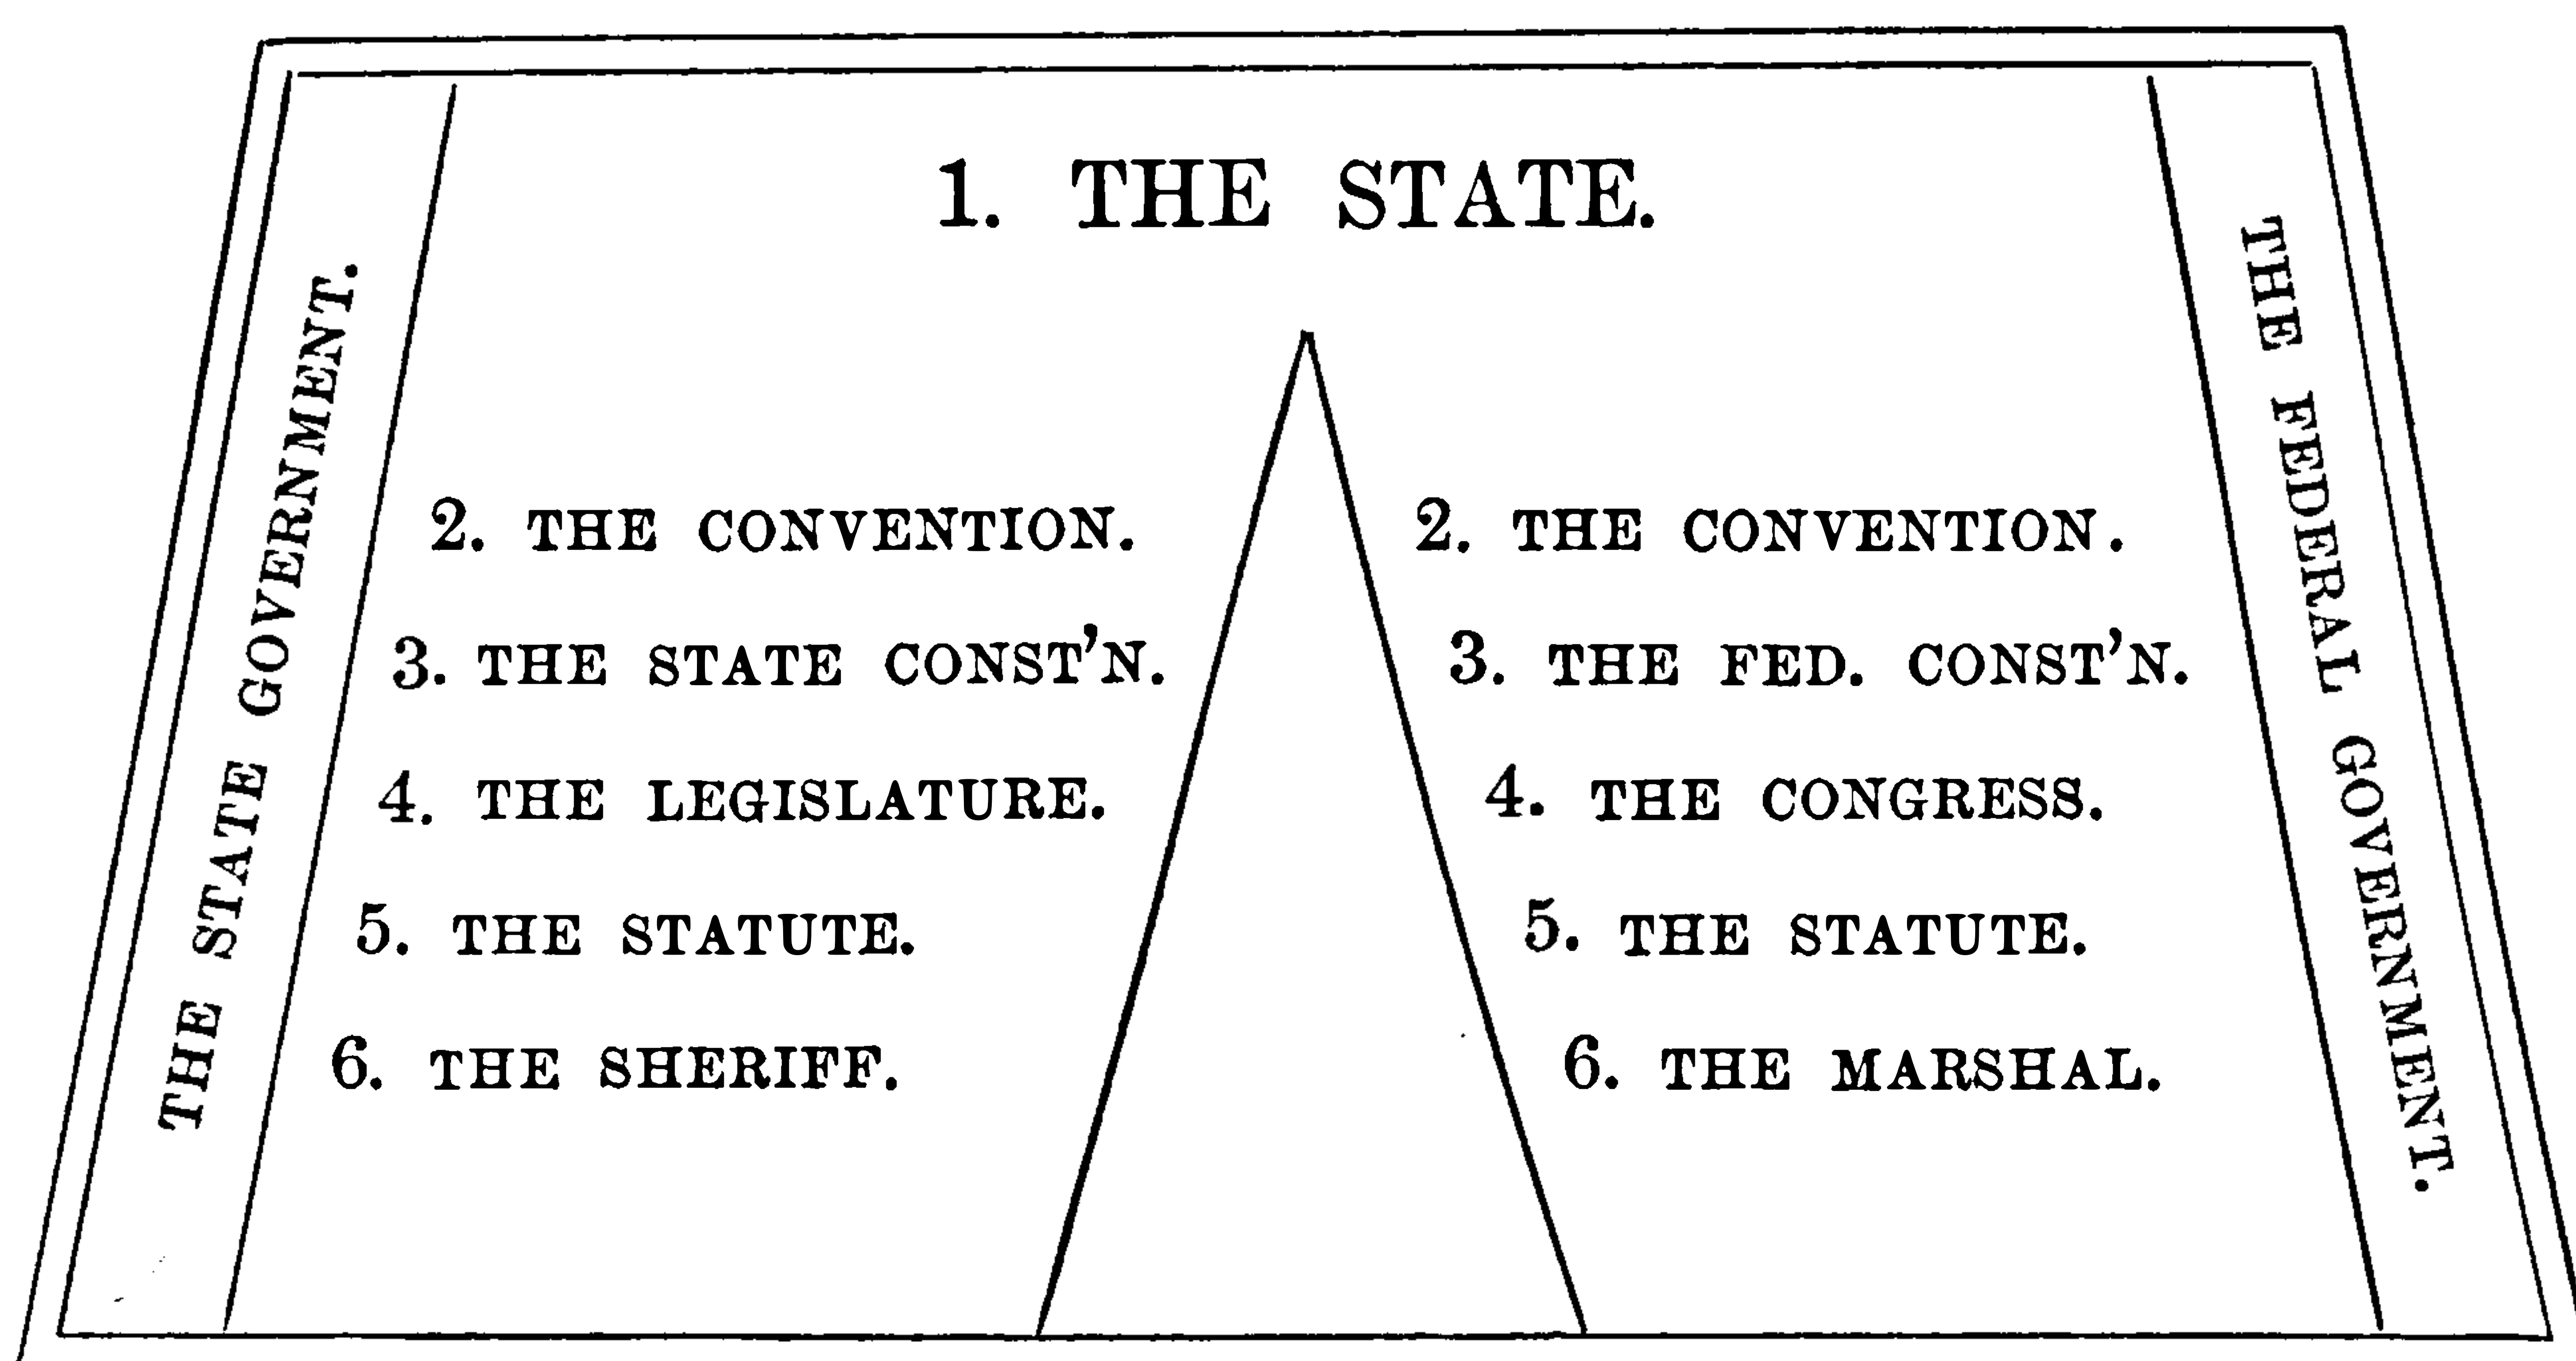 1. THE STATE.
THE STATE GOVERNMENT.
2. THE CONVENTION.
3. THE STATE CONST'N.
4. THE LEGISLATURE.
5. THE STATUTE.
6. THE SHERIFF.
2. THE CONVENTION.
3. THE FED. CONST'N.
4. THE CONGRESS.
5. THE STATUTE.
6. THE MARSHAL.
THE FEDERAL GOVERNMENT.